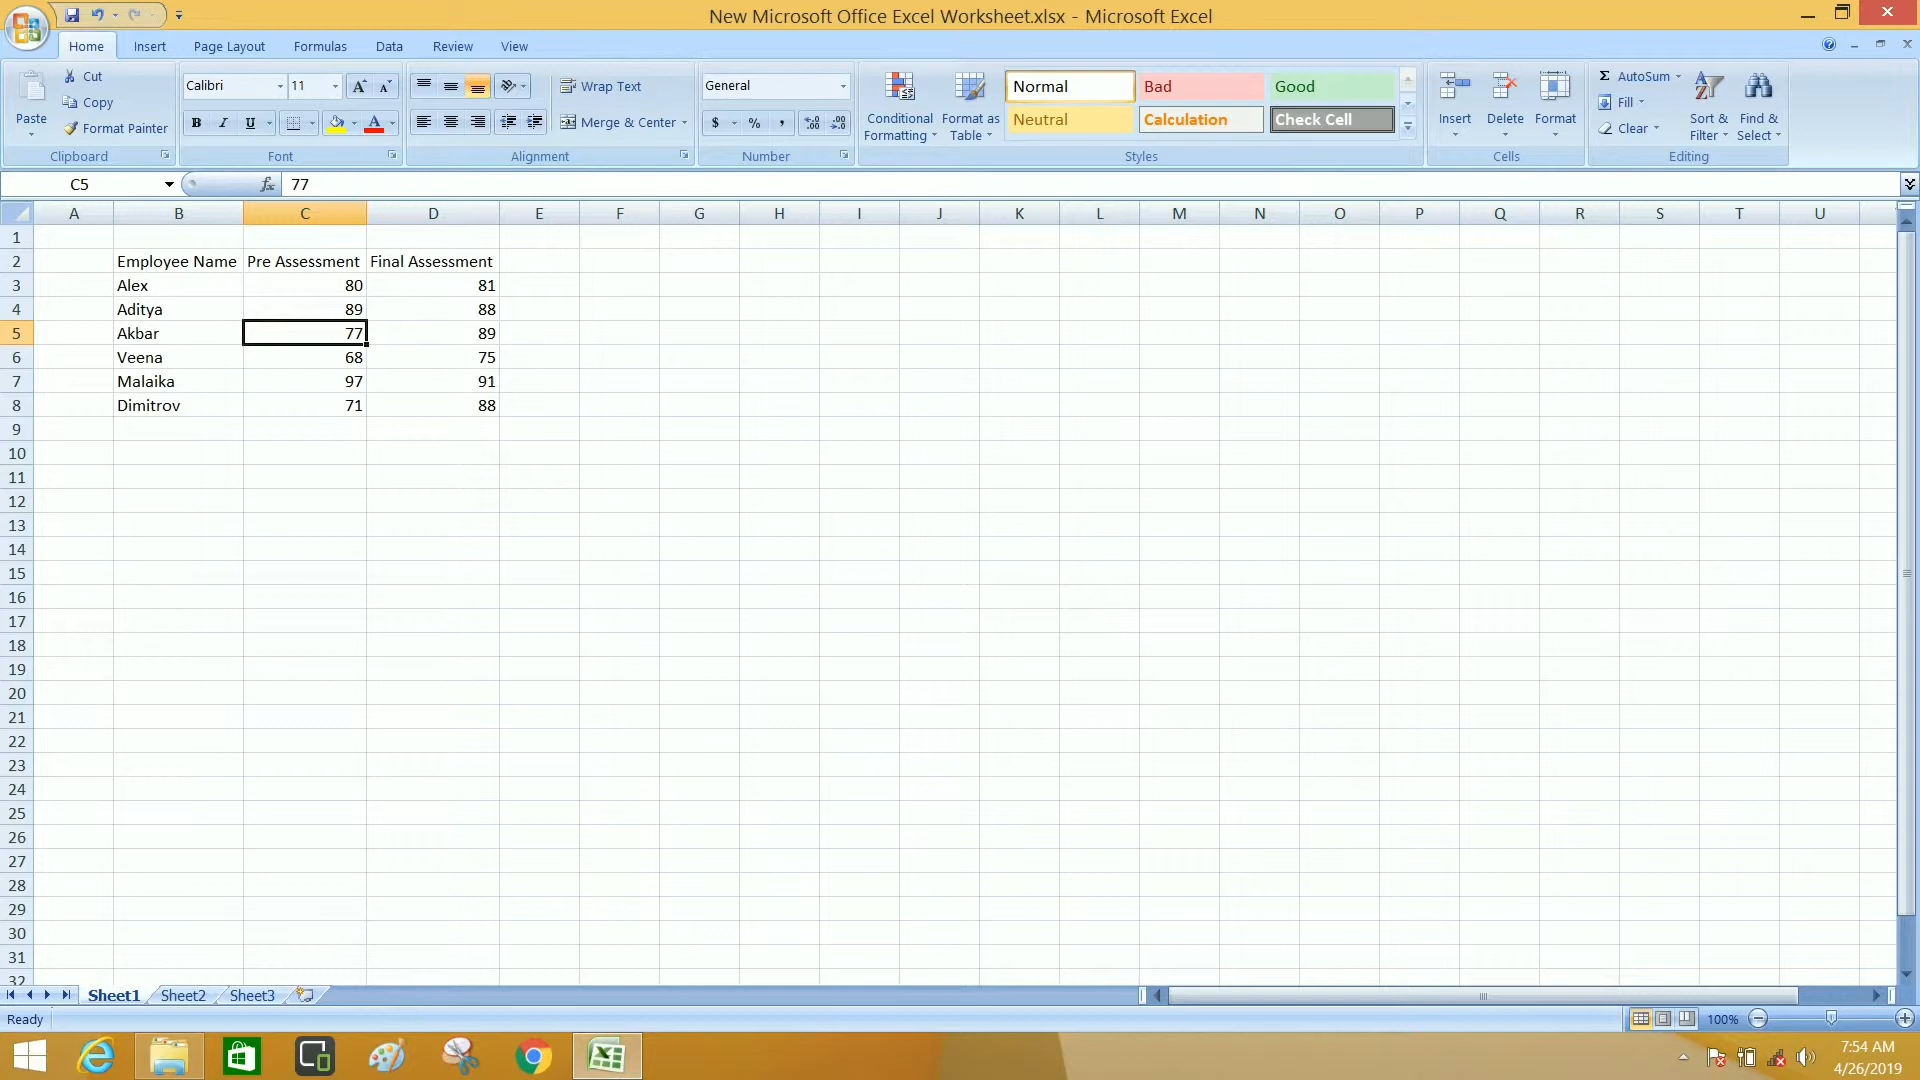 New Microsoft Office Excel Worksheet.xlsx - Microsoft Excel
Home Insert Page Layout Formulas Data Review View
Paste
Cut
Copy
Format Painter
Clipboard
Calibri 11
B I U
Font
Wrap Text
Merge & Center
Alignment
General
$ % ,
Number
Conditional Formatting
Format as Table
Normal Bad Good
Neutral Calculation Check Cell
Styles
Insert Delete Format
Cells
Σ AutoSum
Fill
Clear
Sort & Filter
Find & Select
Editing
C5 fx 77
A B C D E F G H I J K L M N O P Q R S T U
1
2 Employee Name Pre Assessment Final Assessment
3 Alex 80 81
4 Aditya 89 88
5 Akbar 77 89
6 Veena 68 75
7 Malaika 97 91
8 Dimitrov 71 88
9
10
11
12
13
14
15
16
17
18
19
20
21
22
23
24
25
26
27
28
29
30
31
32
Sheet1 Sheet2 Sheet3
Ready 100%
7:54 AM
4/26/2019